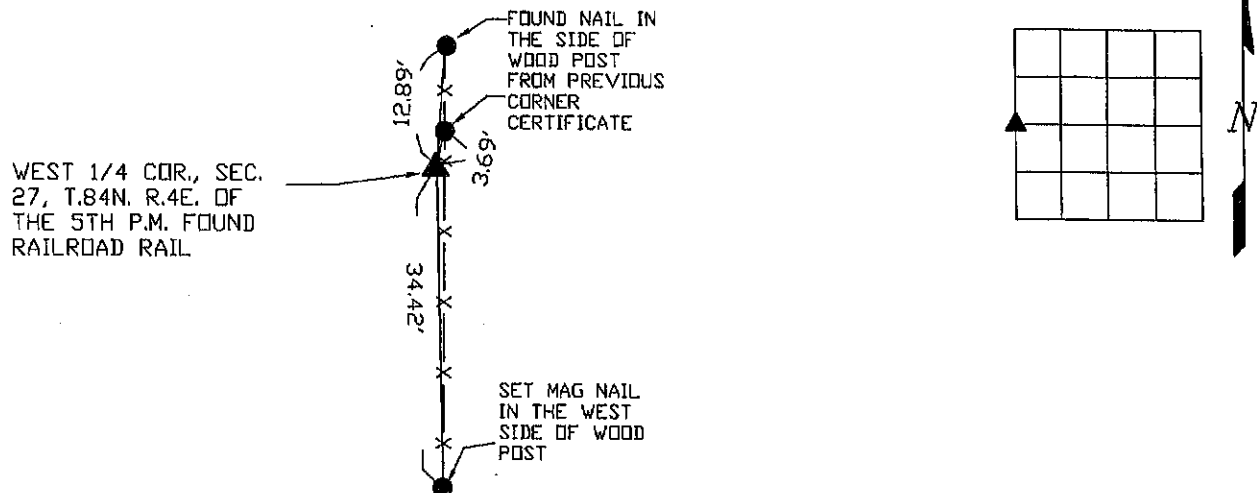 FOUND NAIL IN
THE SIDE OF
WOOD POST
FROM PREVIOUS
CORNER
CERTIFICATE
12.89'
3.69'
N
WEST 1/4 COR., SEC.
27, T.84N. R.4E. OF
THE 5TH P.M. FOUND
RAILROAD RAIL
34.42'
SET MAG NAIL
IN THE WEST
SIDE OF WOOD
POST